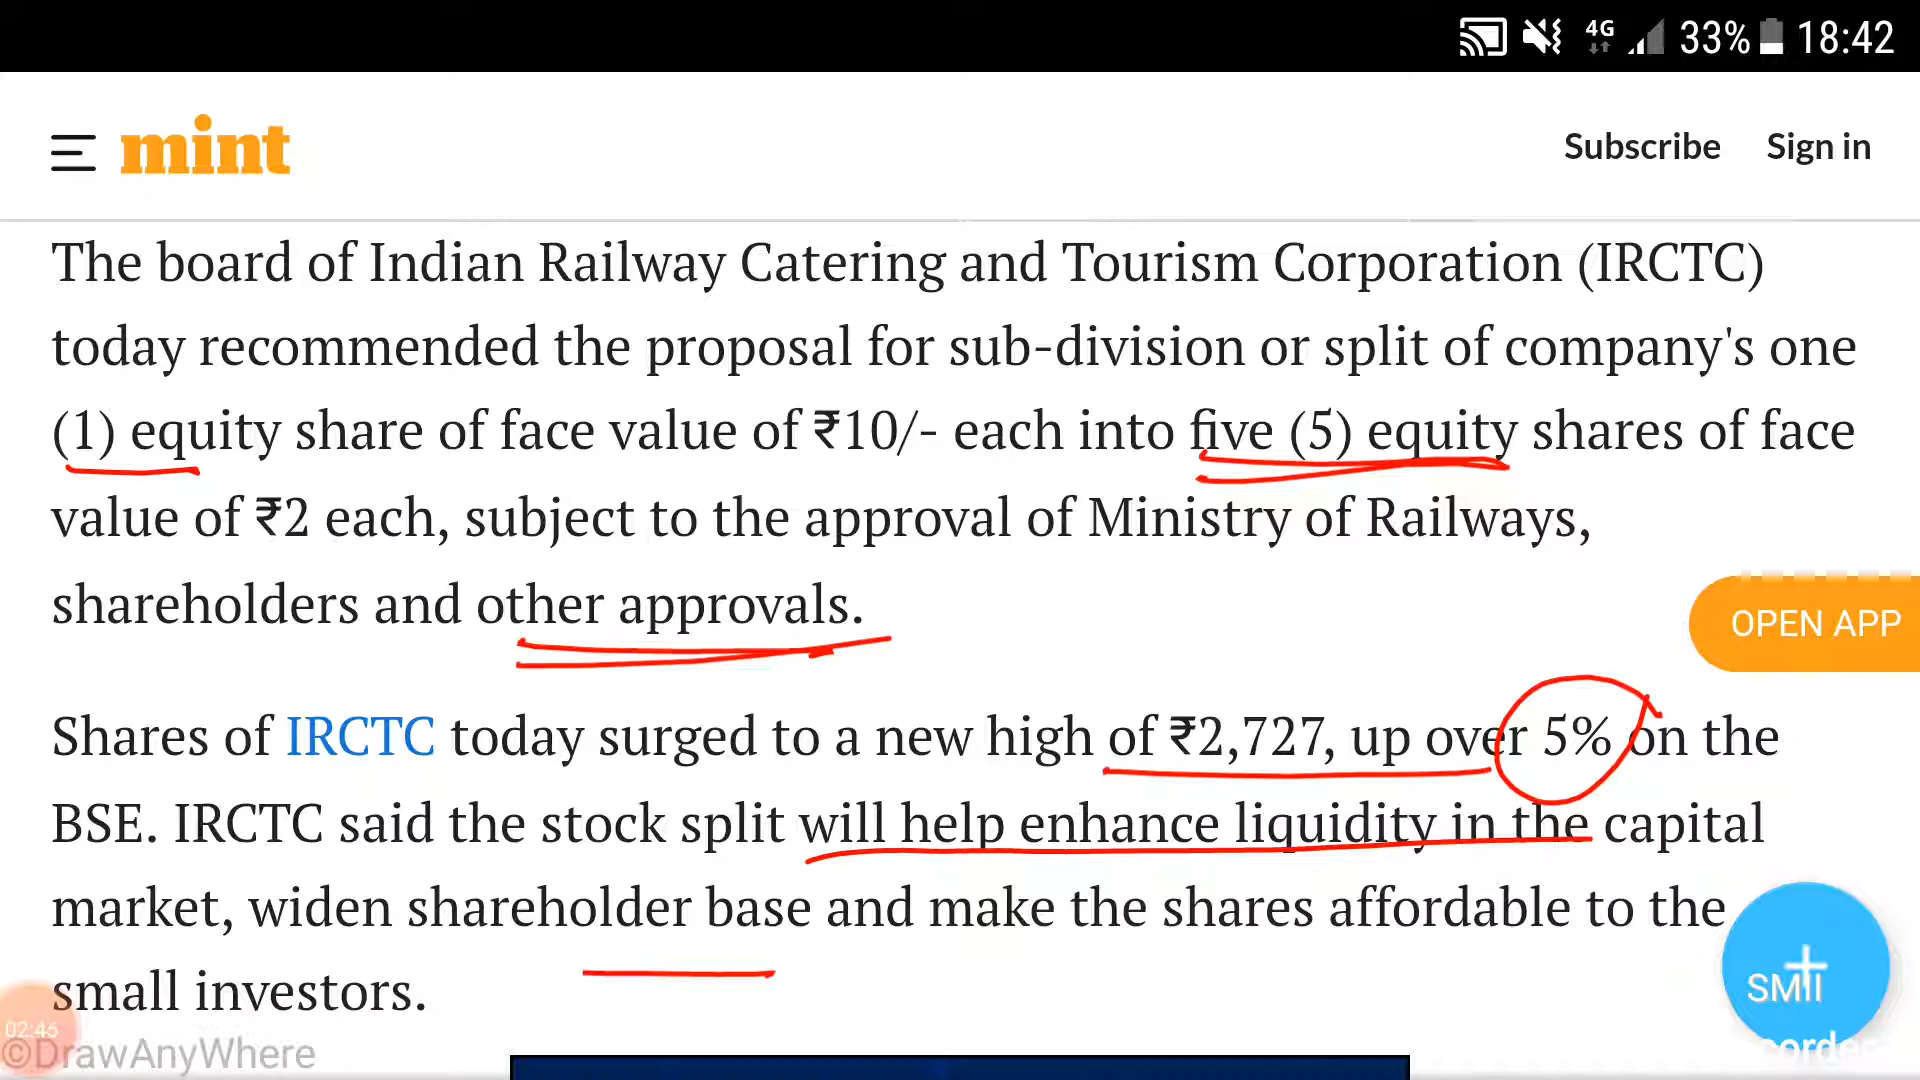 4G 33% 18:42
mint Subscribe Sign in
The board of Indian Railway Catering and Tourism Corporation (IRCTC)
today recommended the proposal for sub-division or split of company's one
(1) equity share of face value of ₹10/- each into five (5) equity shares of face
value of ₹2 each, subject to the approval of Ministry of Railways,
shareholders and other approvals.
OPEN APP
Shares of IRCTC today surged to a new high of ₹2,727, up over 5% on the
BSE. IRCTC said the stock split will help enhance liquidity in the capital
market, widen shareholder base and make the shares affordable to the
small investors.
02:45
©DrawAnyWhere